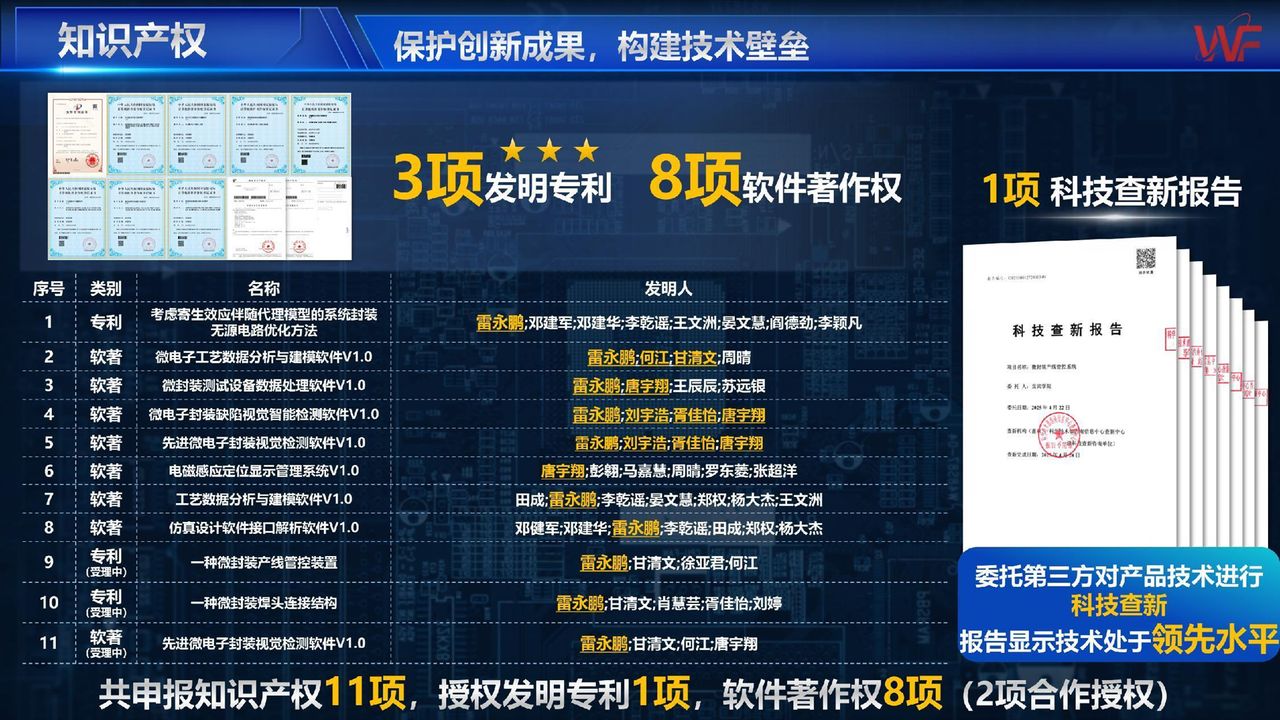 知识产权
保护创新成果，构建技术壁垒
WF
3项发明专利
8项软件著作权
1项 科技查新报告
序号 类别 名称 发明人
1 专利 考虑寄生效应伴随代理模型的系统封装
无源电路优化方法
雷永鹏;邓建军;邓建华;李乾谣;王文洲;晏文慧;阎德劲;李颖凡
2 软著 微电子工艺数据分析与建模软件V1.0 雷永鹏;何江;甘清文;周晴
3 软著 微封装测试设备数据处理软件V1.0 雷永鹏;唐宇翔;王辰辰;苏远银
4 软著 微电子封装缺陷视觉智能检测软件V1.0 雷永鹏;刘宇浩;胥佳怡;唐宇翔
5 软著 先进微电子封装视觉检测软件V1.0 雷永鹏;刘宇浩;胥佳怡;唐宇翔
6 软著 电磁感应定位显示管理系统V1.0 唐宇翔;彭翱;马嘉慧;周晴;罗东菱;张超洋
7 软著 工艺数据分析与建模软件V1.0 田成;雷永鹏;李乾谣;晏文慧;郑权;杨大杰;王文洲
8 软著 仿真设计软件接口解析软件V1.0 邓健军;邓建华;雷永鹏;李乾谣;田成;郑权;杨大杰
9 专利
(受理中)
一种微封装产线管控装置 雷永鹏;甘清文;徐亚君;何江
10 专利
(受理中)
一种微封装焊头连接结构 雷永鹏;甘清文;肖慧芸;胥佳怡;刘婷
11 软著
(受理中)
先进微电子封装视觉检测软件V1.0 雷永鹏;甘清文;何江;唐宇翔
科技查新报告
委托日期：2025年4月22日
委托第三方对产品技术进行
科技查新
报告显示技术处于领先水平
共申报知识产权11项，授权发明专利1项，软件著作权8项（2项合作授权）